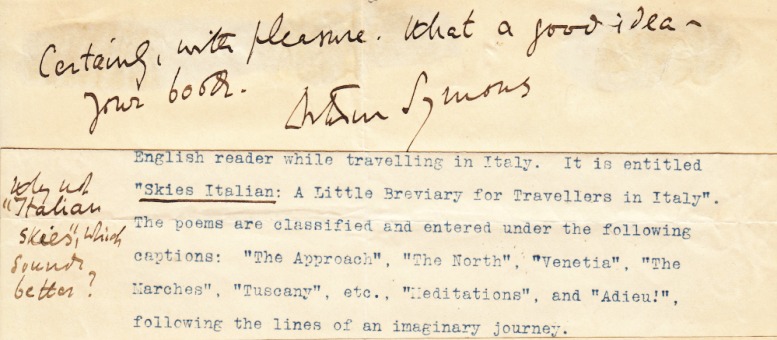 Certainly, with pleasure. What a good idea -
your book.
Arthur Symons
English reader while travelling in Italy. It is entitled
"Skies Italian: A Little Breviary for Travellers in Italy".
The poems are classified and entered under the following
captions: "The Approach", "The North", "Venetia", "The
Marches", "Tuscany", etc., "Meditations", and "Adieu!",
following the lines of an imaginary journey.
Why not
"Italian
Skies", which
sounds
better?